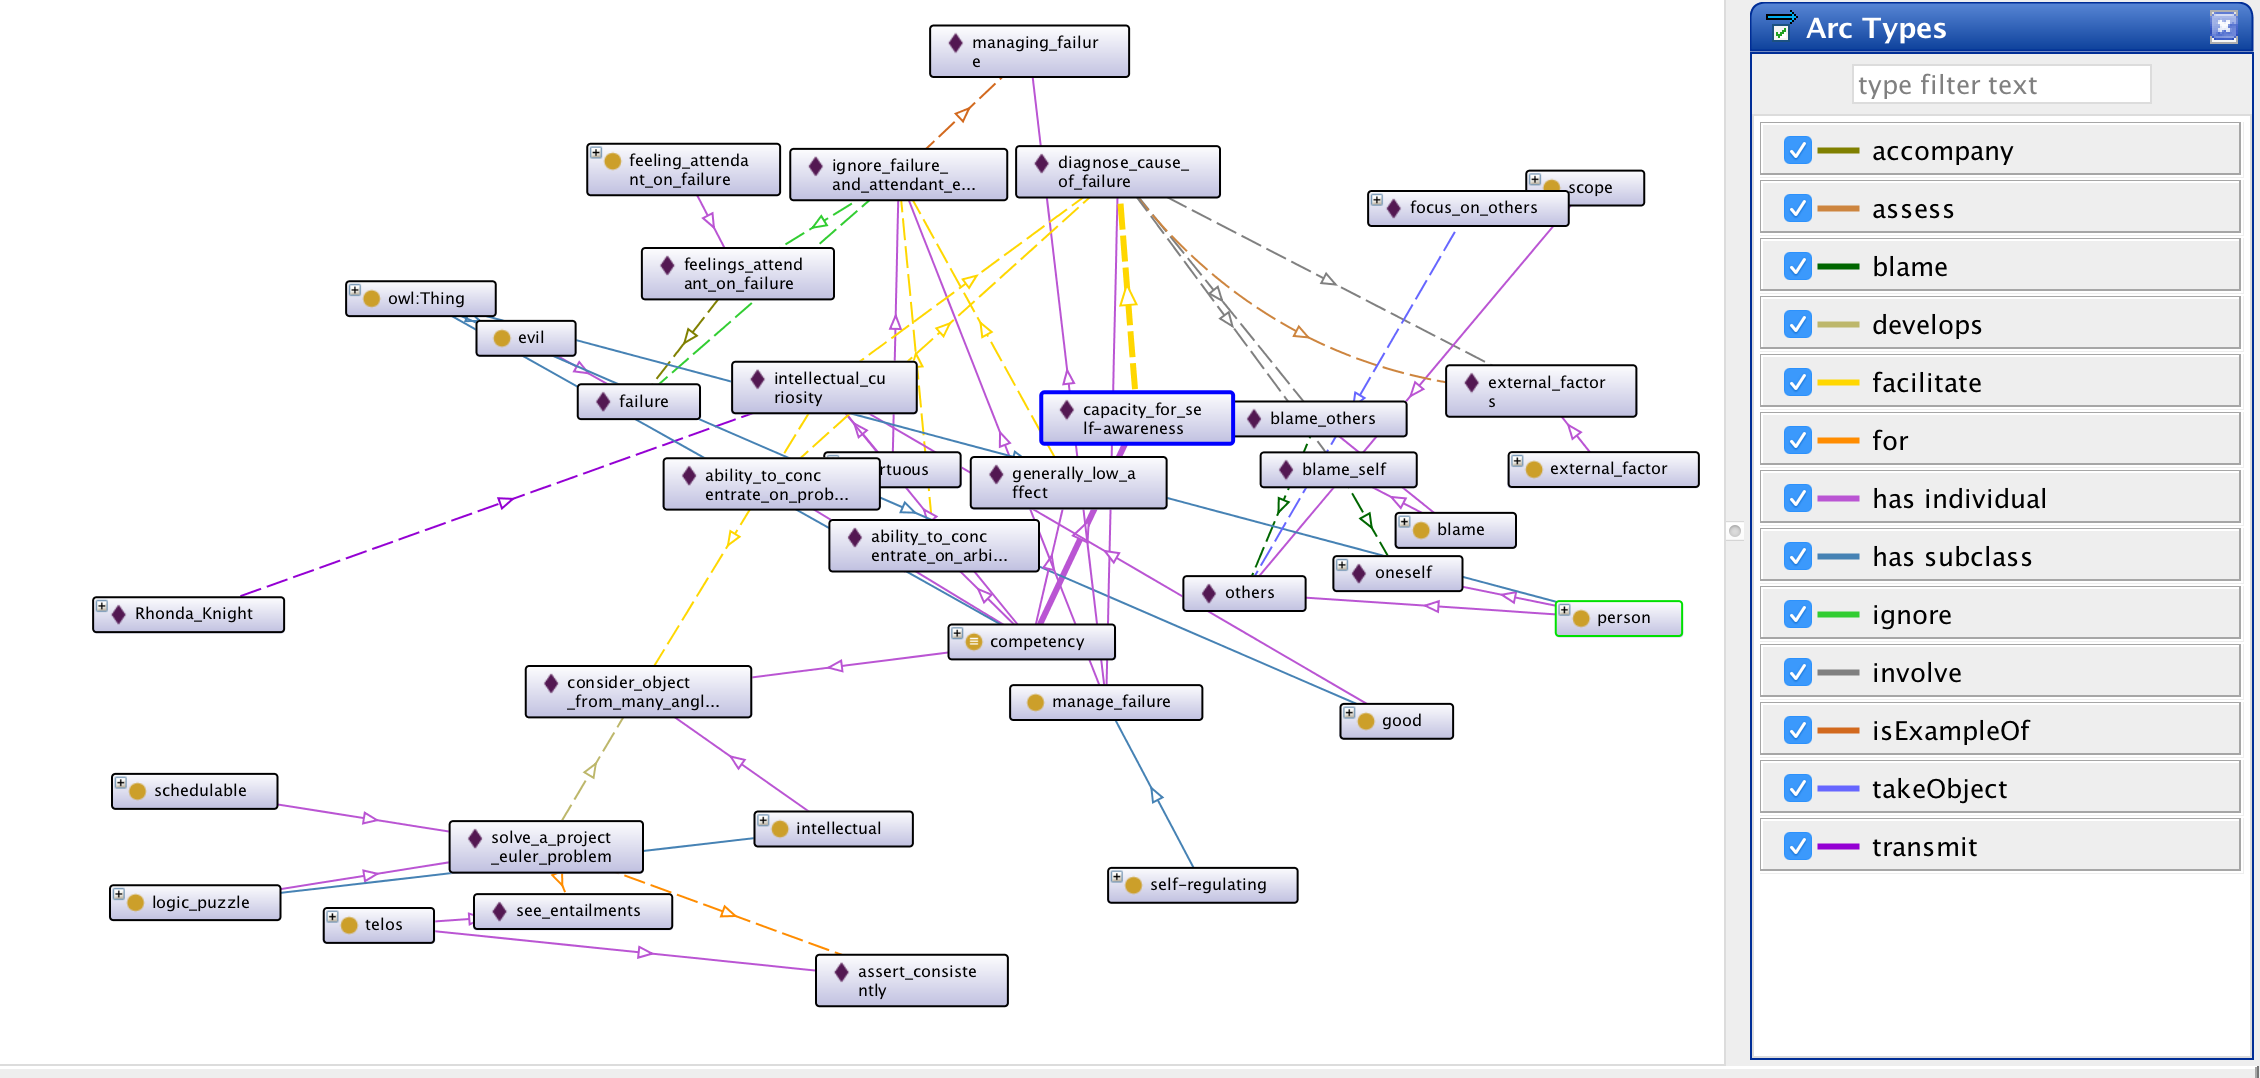 managing_failur
e
feeling_attenda
nt_on_failure
ignore_failure_
and_attendant_e...
diagnose_cause_
of_failure
scope
focus_on_others
feelings_attend
ant_on_failure
owl:Thing
evil
failure
intellectual_cu
riosity
capacity_for_se
lf-awareness
blame_others
external_factor
s
ability_to_conc
entrate_on_prob...
rtuous
generally_low_a
ffect
blame_self
external_factor
ability_to_conc
entrate_on_arbi...
blame
oneself
others
Rhonda_Knight
person
competency
consider_object
_from_many_angl...
manage_failure
good
schedulable
intellectual
solve_a_project
_euler_problem
self-regulating
logic_puzzle
see_entailments
telos
assert_consiste
ntly
Arc Types
type filter text
accompany
assess
blame
develops
facilitate
for
has individual
has subclass
ignore
involve
isExampleOf
takeObject
transmit